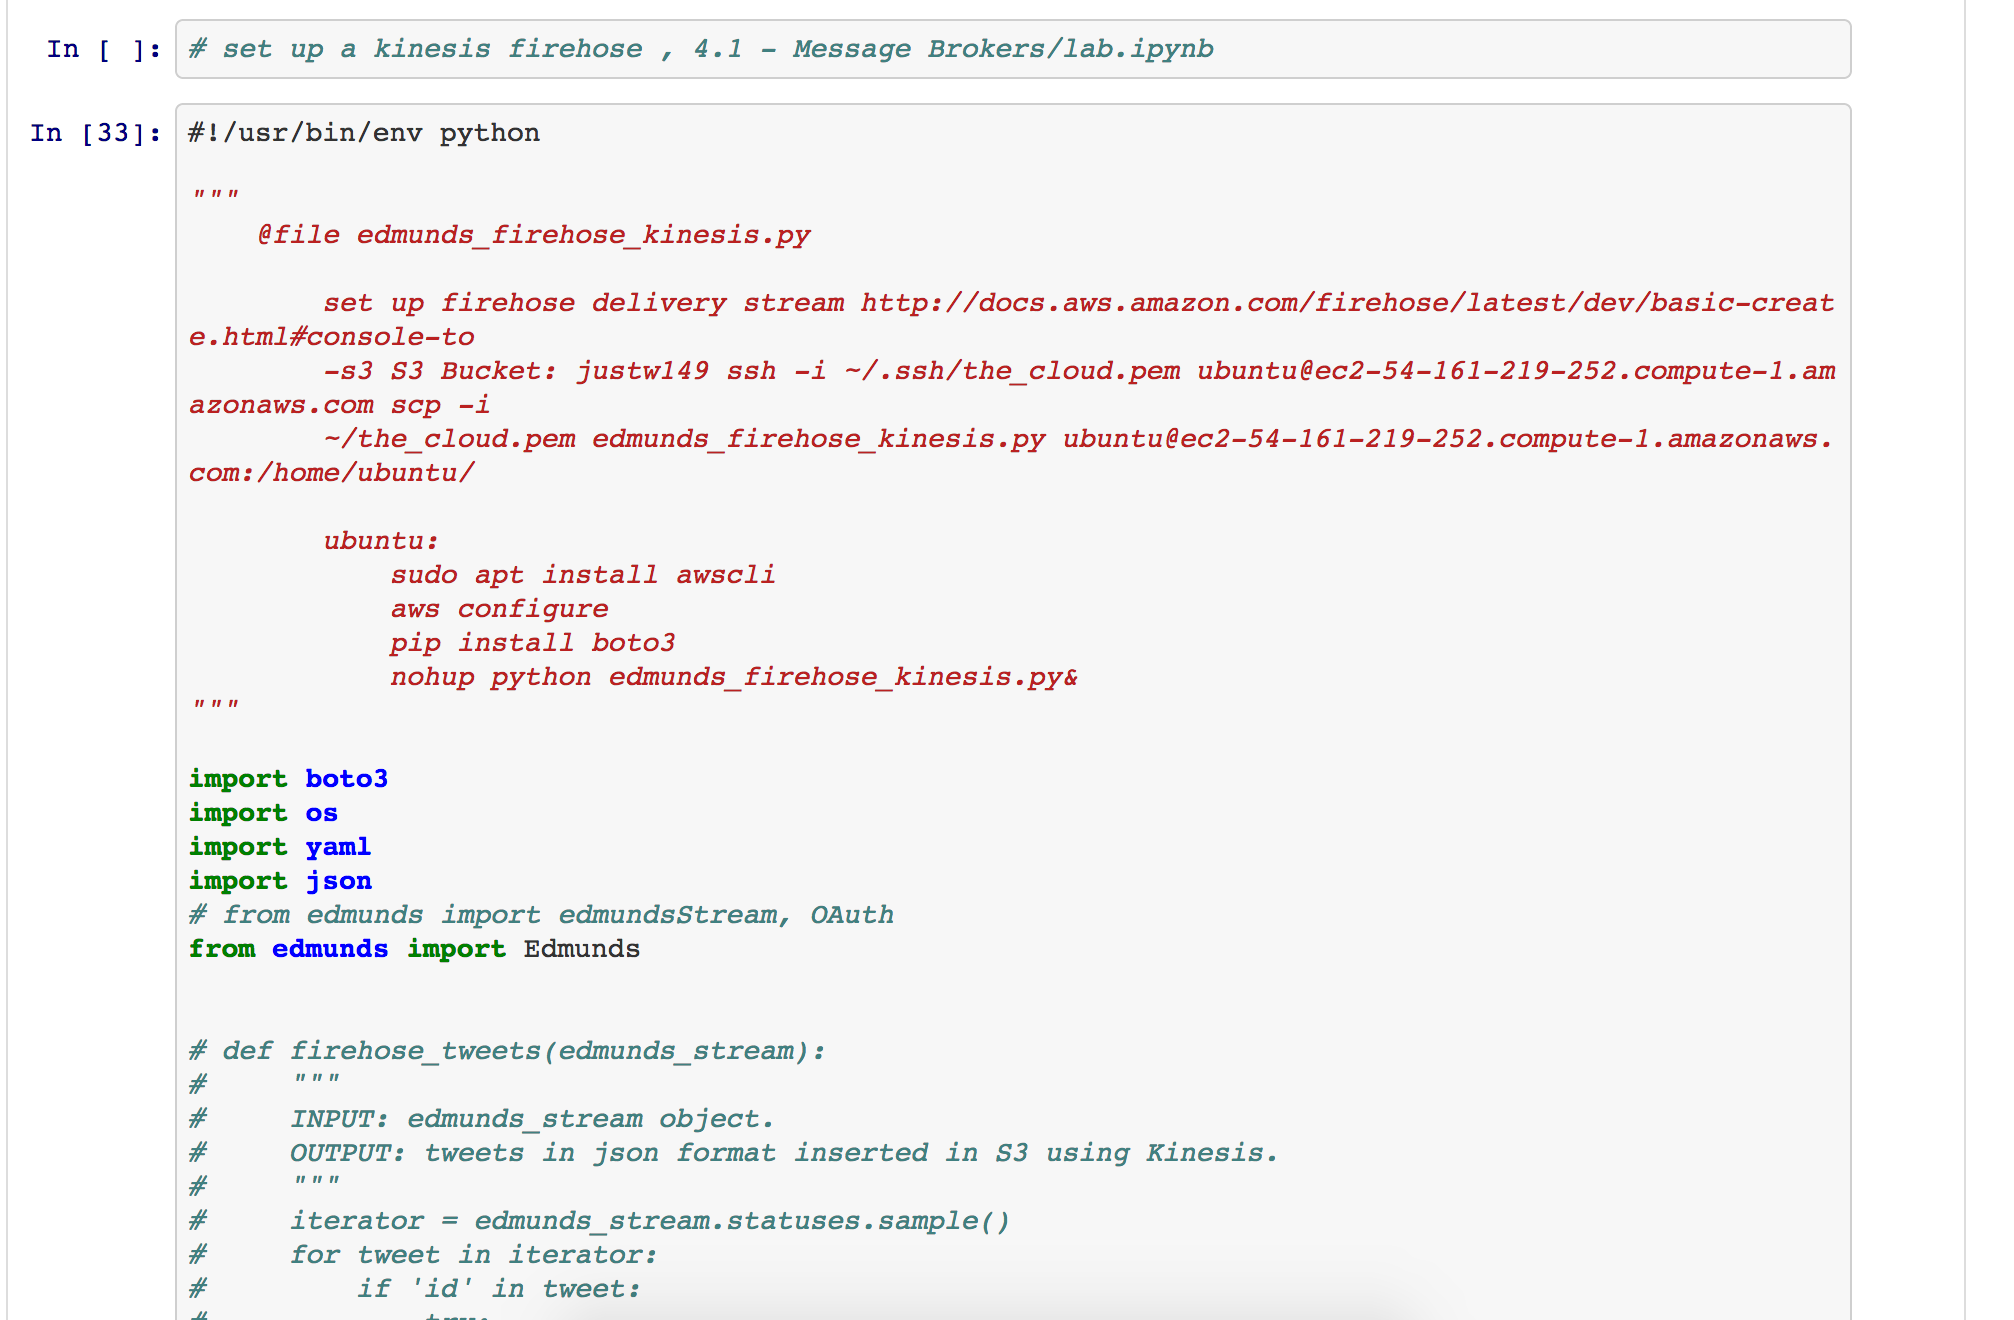 In [ ]: # set up a kinesis firehose , 4.1 - Message Brokers/lab.ipynb
In [33]: #!/usr/bin/env python
"""
@file edmunds_firehose_kinesis.py
set up firehose delivery stream http://docs.aws.amazon.com/firehose/latest/dev/basic-creat
e.html#console-to
-s3 S3 Bucket: justw149 ssh -i ~/.ssh/the_cloud.pem ubuntu@ec2-54-161-219-252.compute-1.am
azonaws.com scp -i
~/the_cloud.pem edmunds_firehose_kinesis.py ubuntu@ec2-54-161-219-252.compute-1.amazonaws.
com:/home/ubuntu/
ubuntu:
sudo apt install awscli
aws configure
pip install boto3
nohup python edmunds_firehose_kinesis.py&
"""
import boto3
import os
import yaml
import json
# from edmunds import edmundsStream, OAuth
from edmunds import Edmunds
# def firehose_tweets(edmunds_stream):
# """
# INPUT: edmunds_stream object.
# OUTPUT: tweets in json format inserted in S3 using Kinesis.
# """
# iterator = edmunds_stream.statuses.sample()
# for tweet in iterator:
# if 'id' in tweet:
# try: